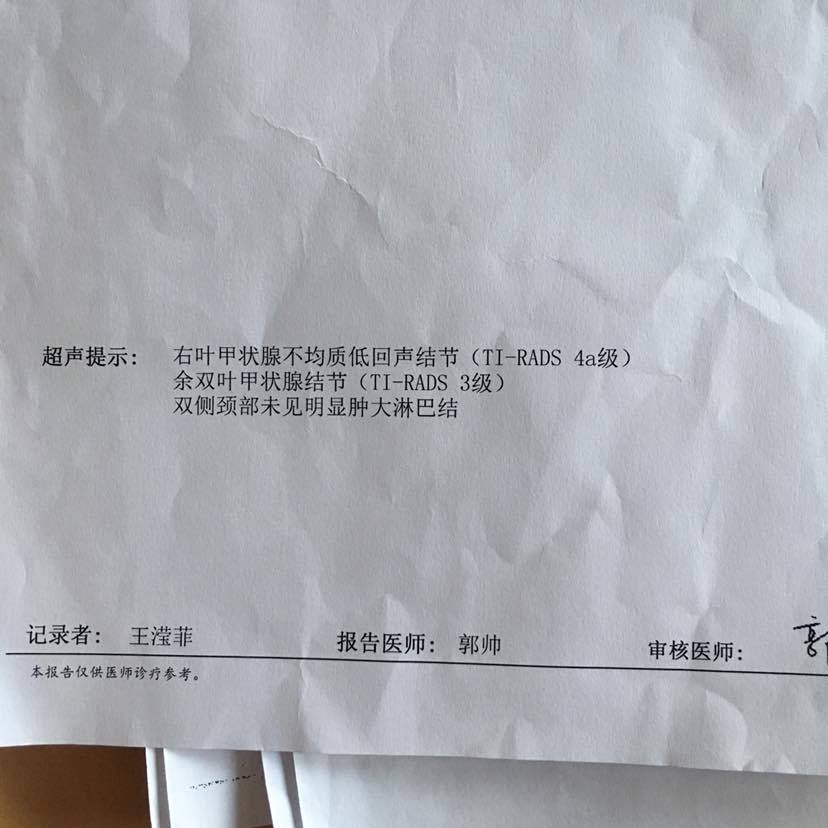 超声提示： 右叶甲状腺不均质低回声结节（TI-RADS 4a级）
余双叶甲状腺结节（TI-RADS 3级）
双侧颈部未见明显肿大淋巴结
记录者： 王滢菲 报告医师： 郭帅 审核医师：
本报告仅供医师诊疗参考。